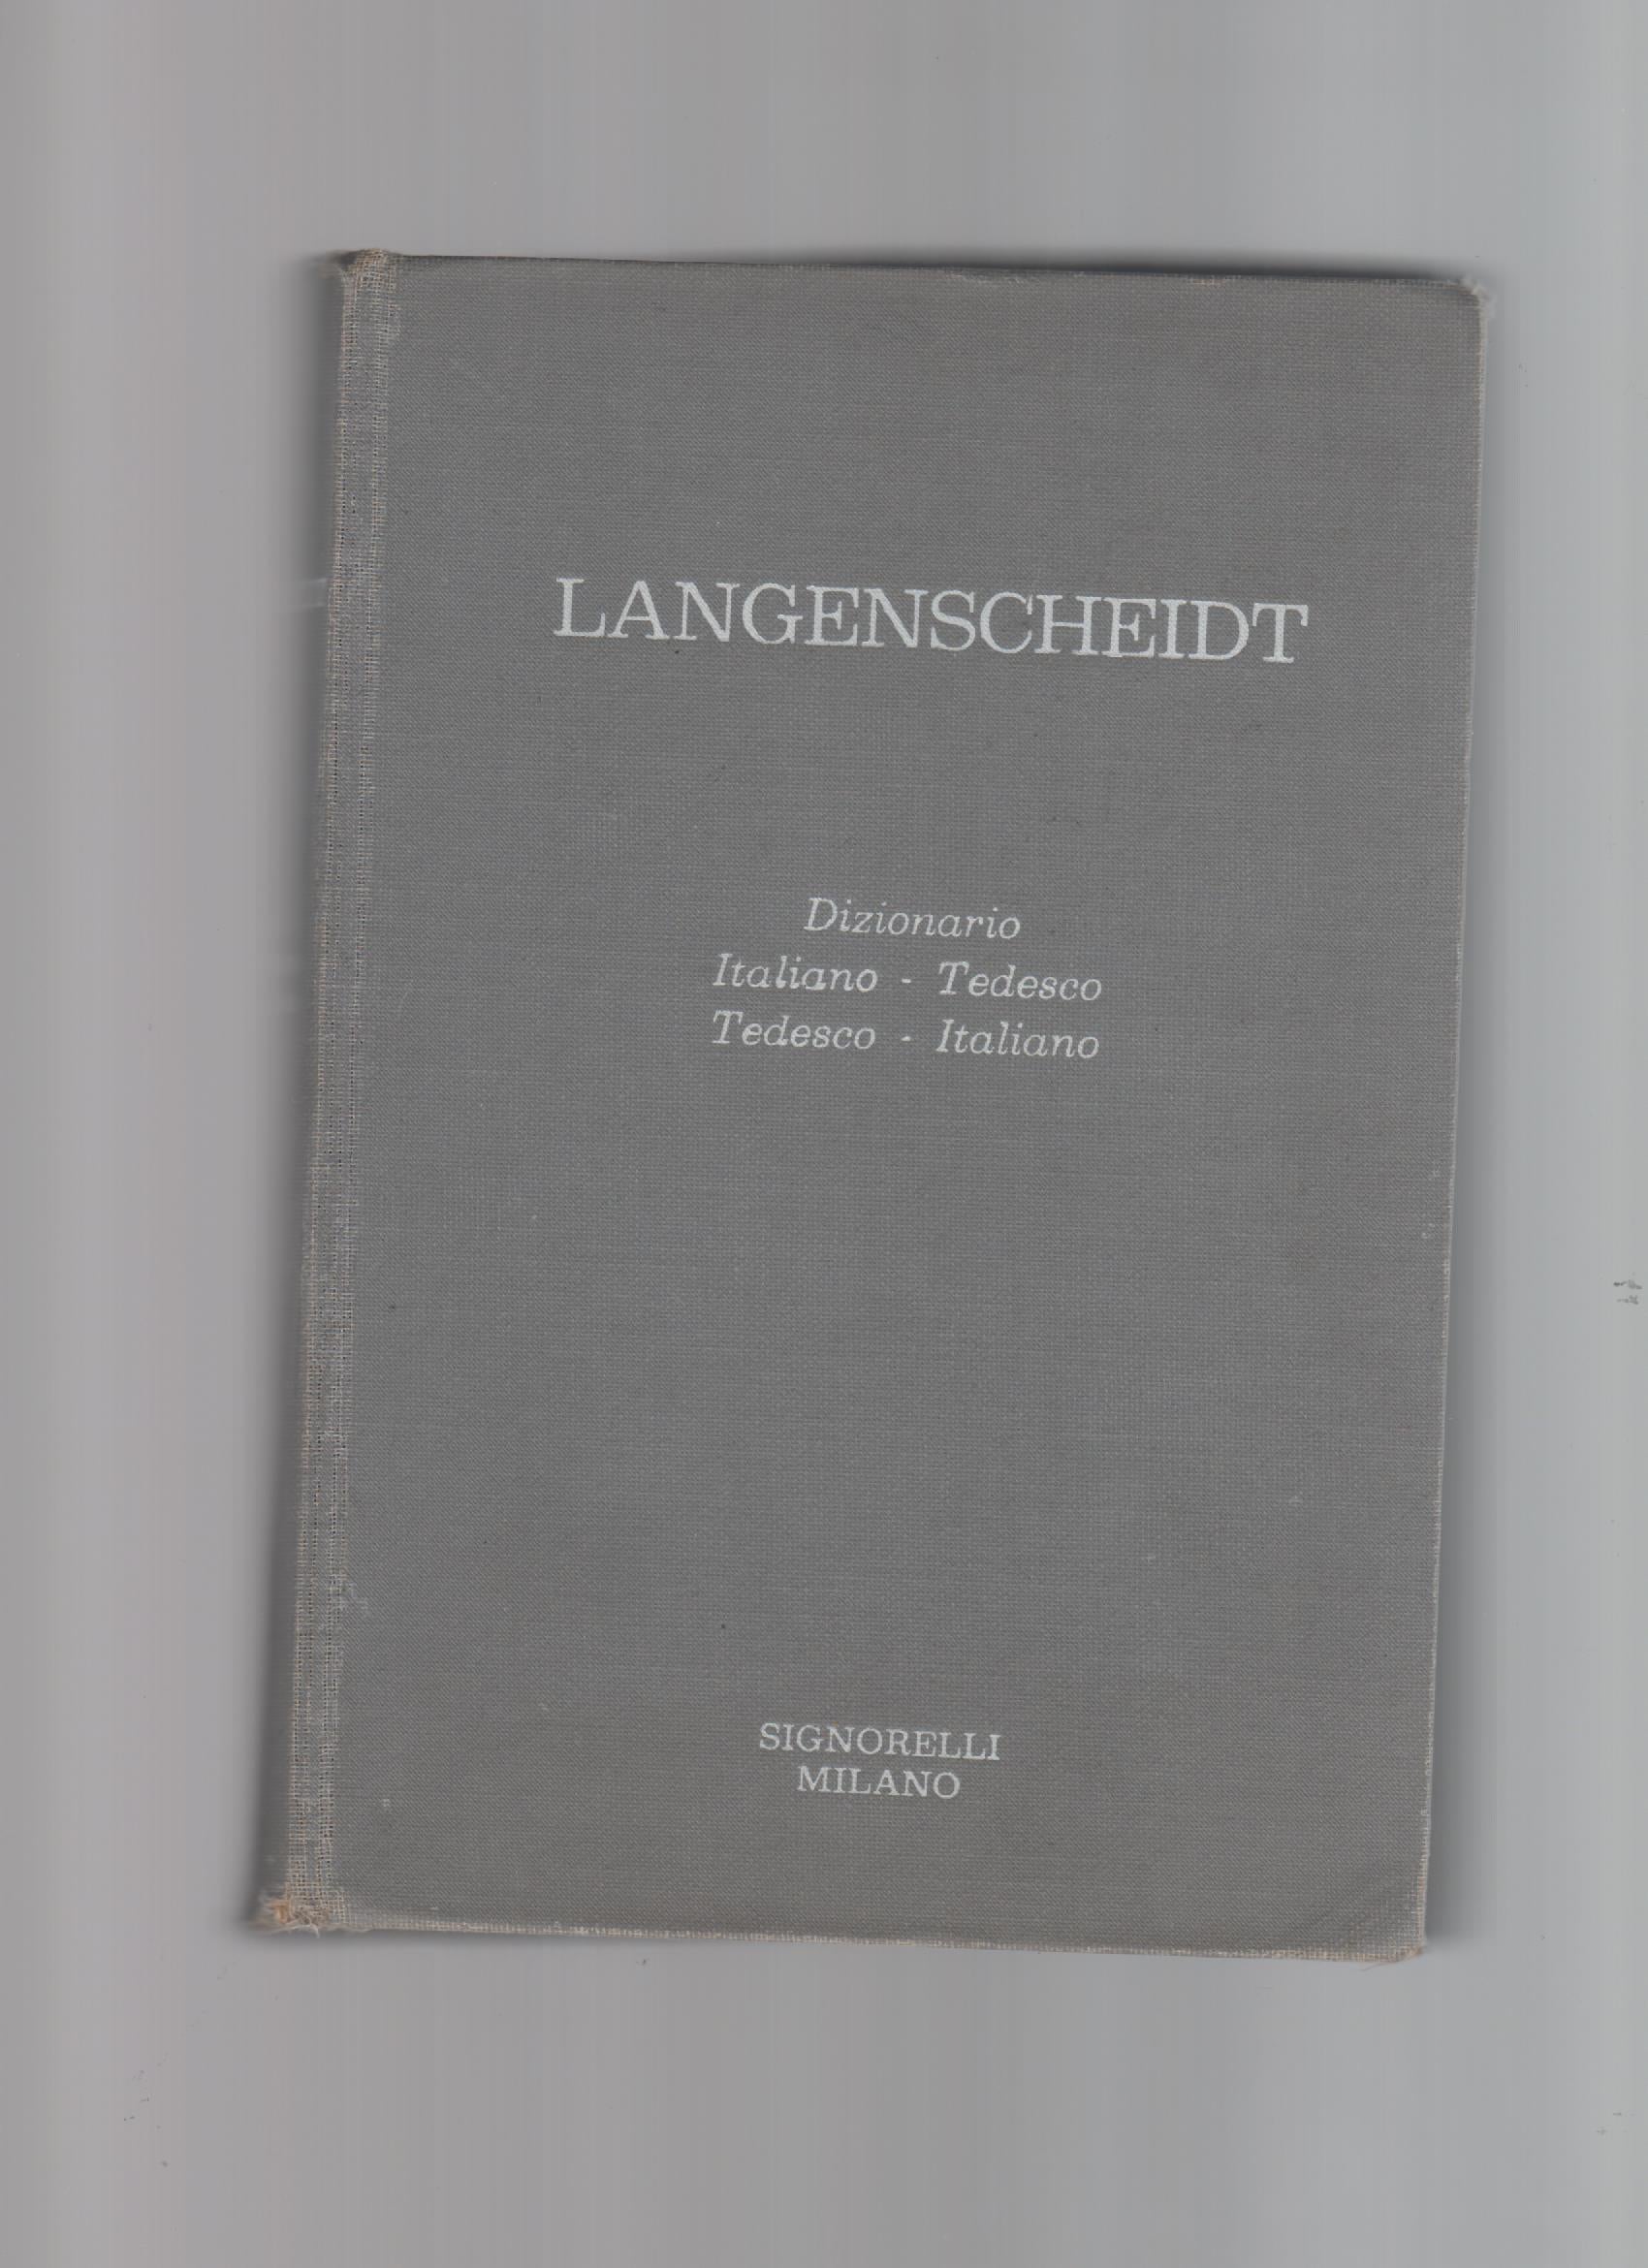 LANGENSCHEIDT
Dizionario
Italiano - Tedesco
Tedesco - Italiano
SIGNORELLI
MILANO